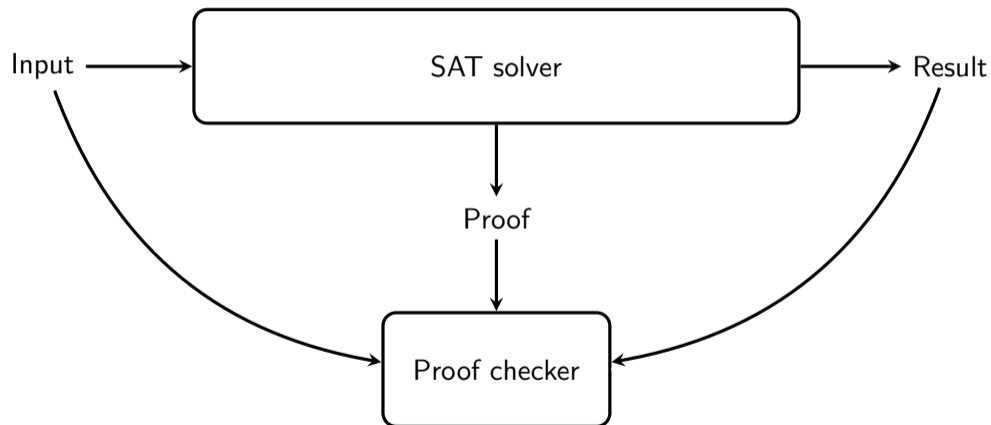 Input
SAT solver
Result
Proof
Proof checker